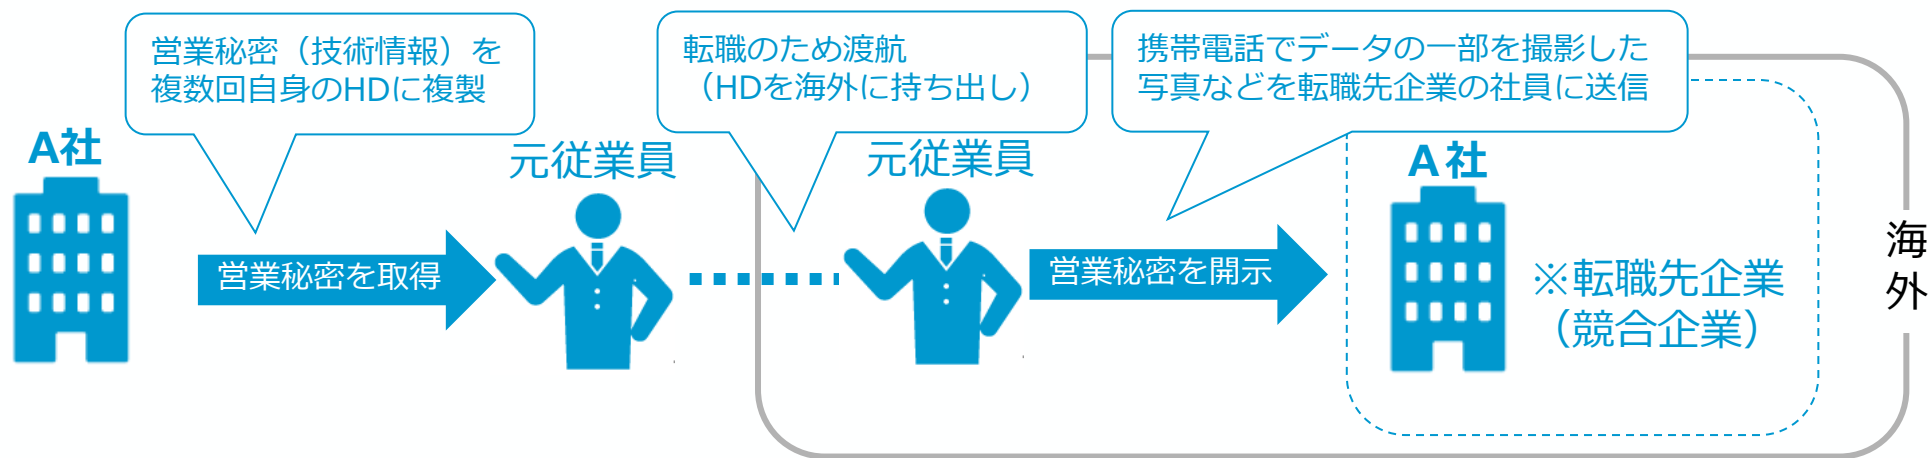 営業秘密（技術情報）を
複数回自身のHDに複製
転職のため渡航
（HDを海外に持ち出し）
携帯電話でデータの一部を撮影した
写真などを転職先企業の社員に送信
A社
元従業員
元従業員
A社
営業秘密を取得
営業秘密を開示
※転職先企業
（競合企業）
海外